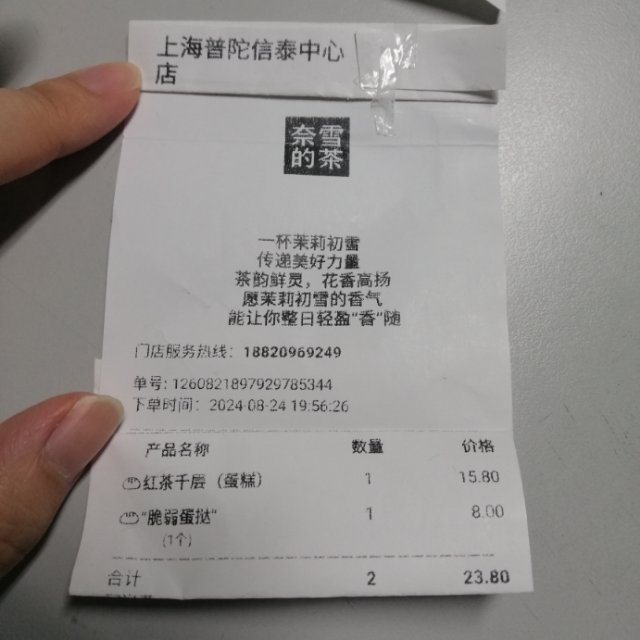 上海普陀信泰中心
店
奈雪
的茶
一杯茉莉初雪
传递美好力量
茶韵鲜灵，花香高扬
愿茉莉初雪的香气
能让你整日轻盈“香”随
门店服务热线：18820969249
单号: 1260821897929785344
下单时间：2024-08-24 19:56:26
产品名称 数量 价格
红茶千层（蛋糕） 1 15.80
“脆弱蛋挞“ 1 8.00
(1个)
合计 2 23.80